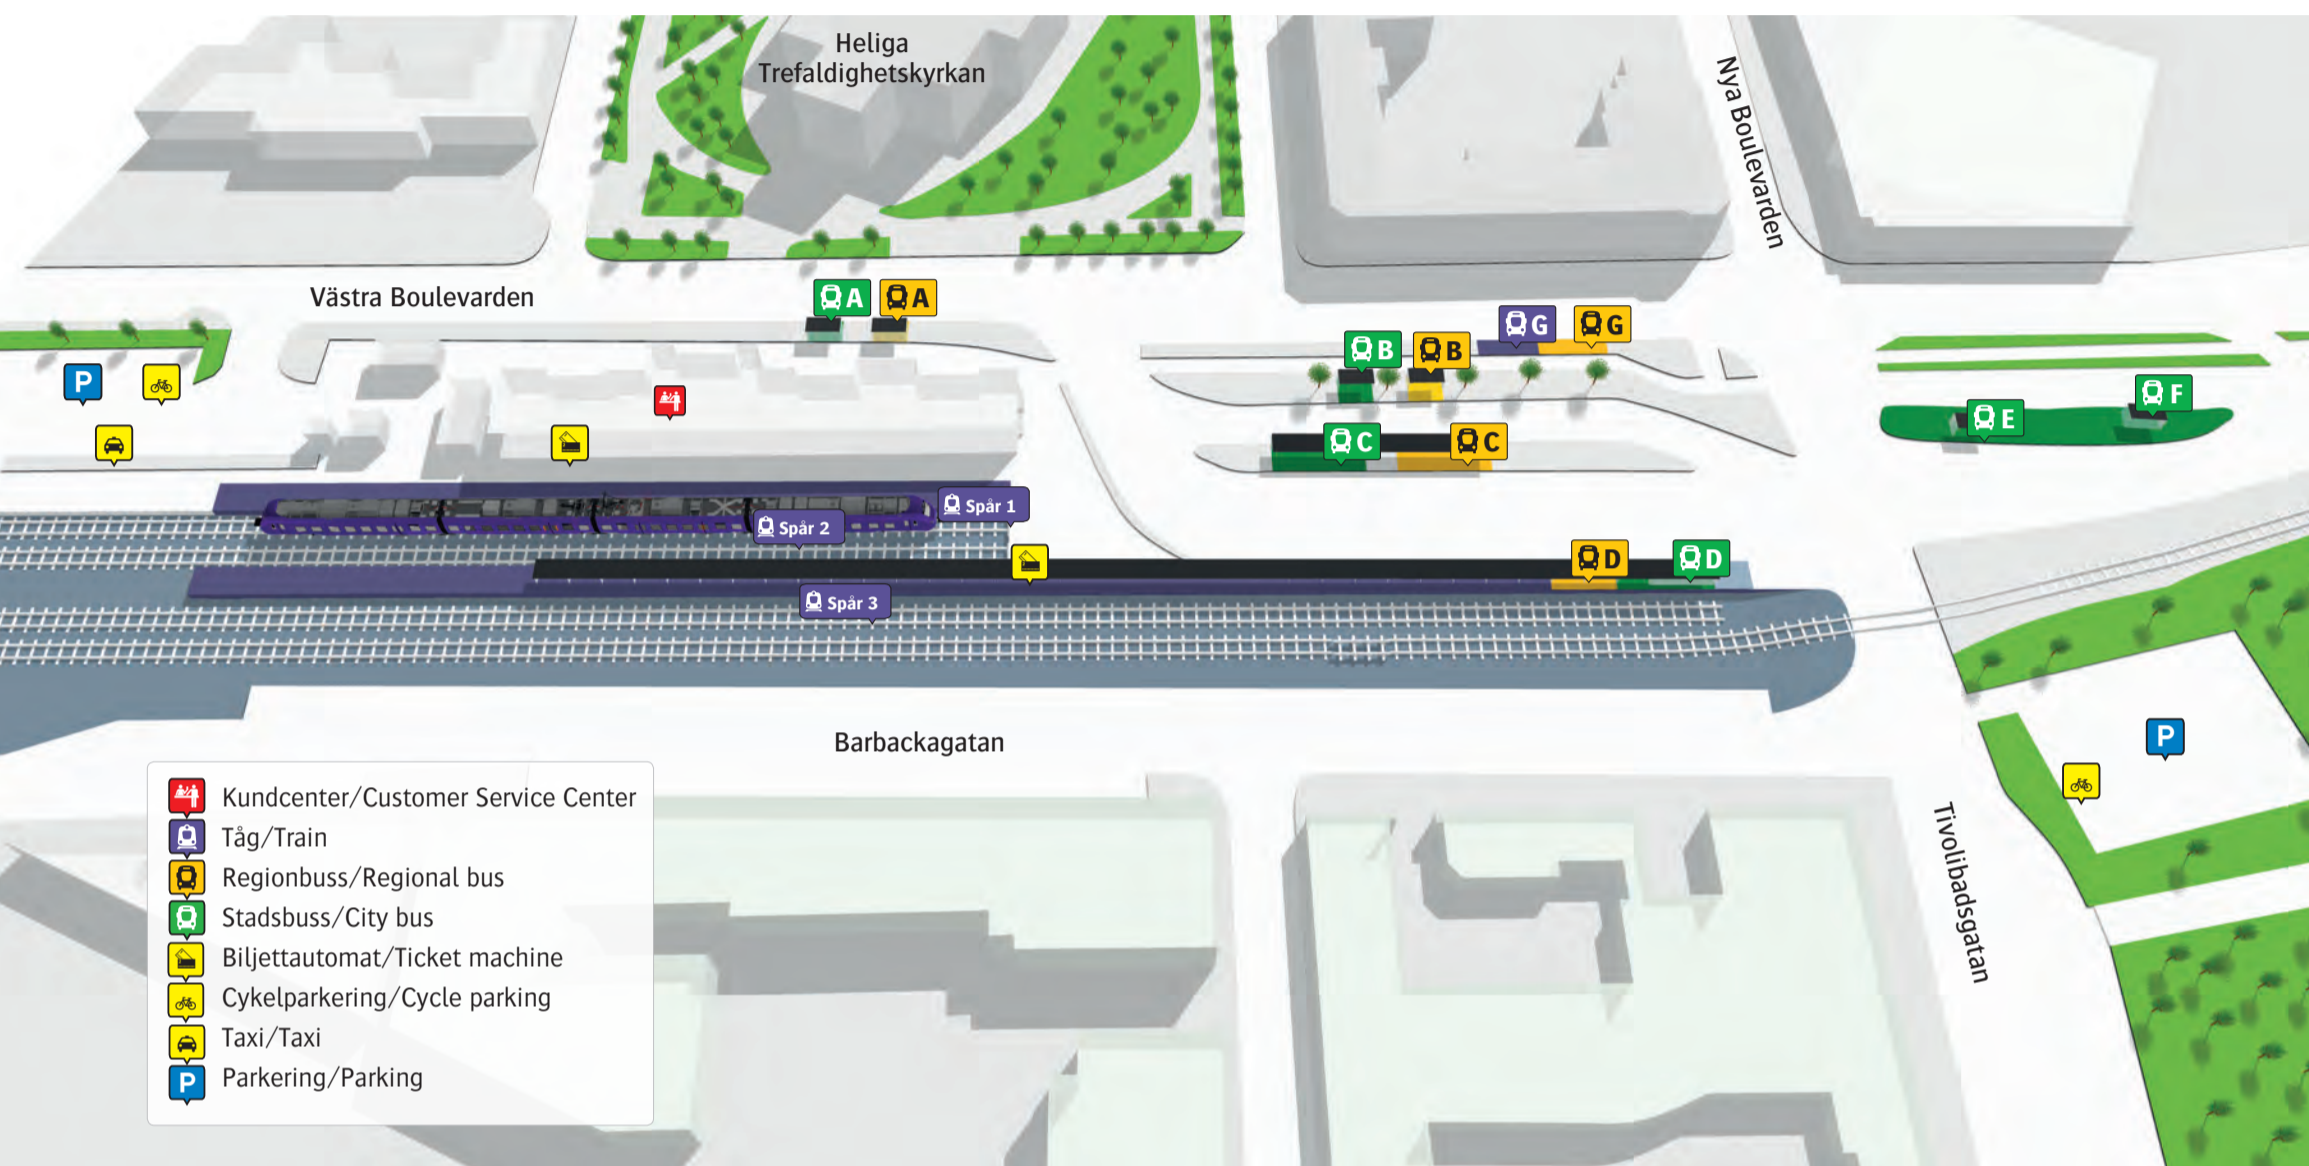 Heliga
Trefaldighetskyrkan
Nya Boulevarden
Västra Boulevarden
A
A
G
G
B
B
P
F
E
C
C
Spår 1
Spår 2
D
D
Spår 3
P
Barbackagatan
Tivolibadsgatan
Kundcenter/Customer Service Center
Tåg/Train
Regionbuss/Regional bus
Stadsbuss/City bus
Biljettautomat/Ticket machine
Cykelparkering/Cycle parking
Taxi/Taxi
P Parkering/Parking